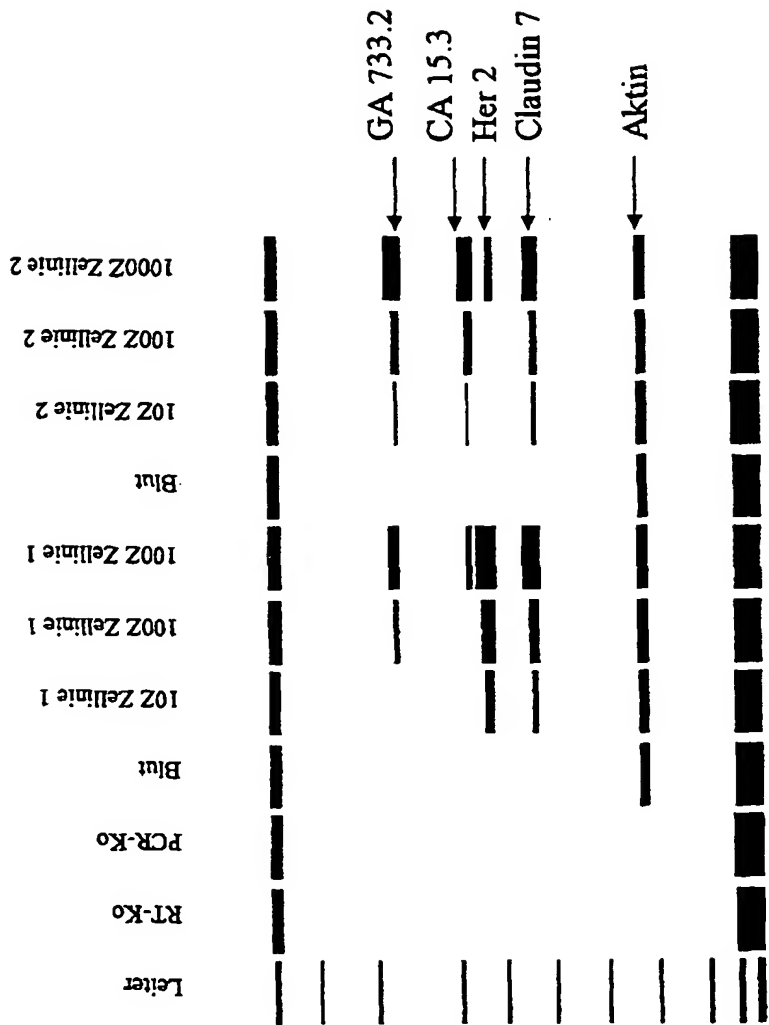 GA 733.2
CA 15.3
Her 2
Claudin 7
Aktin
1000Z Zellinie 2
100Z Zellinie 2
10Z Zellinie 2
Blut
100Z Zellinie 1
100Z Zellinie 1
10Z Zellinie 1
Blut
PCR-Ko
RT-Ko
Leiter